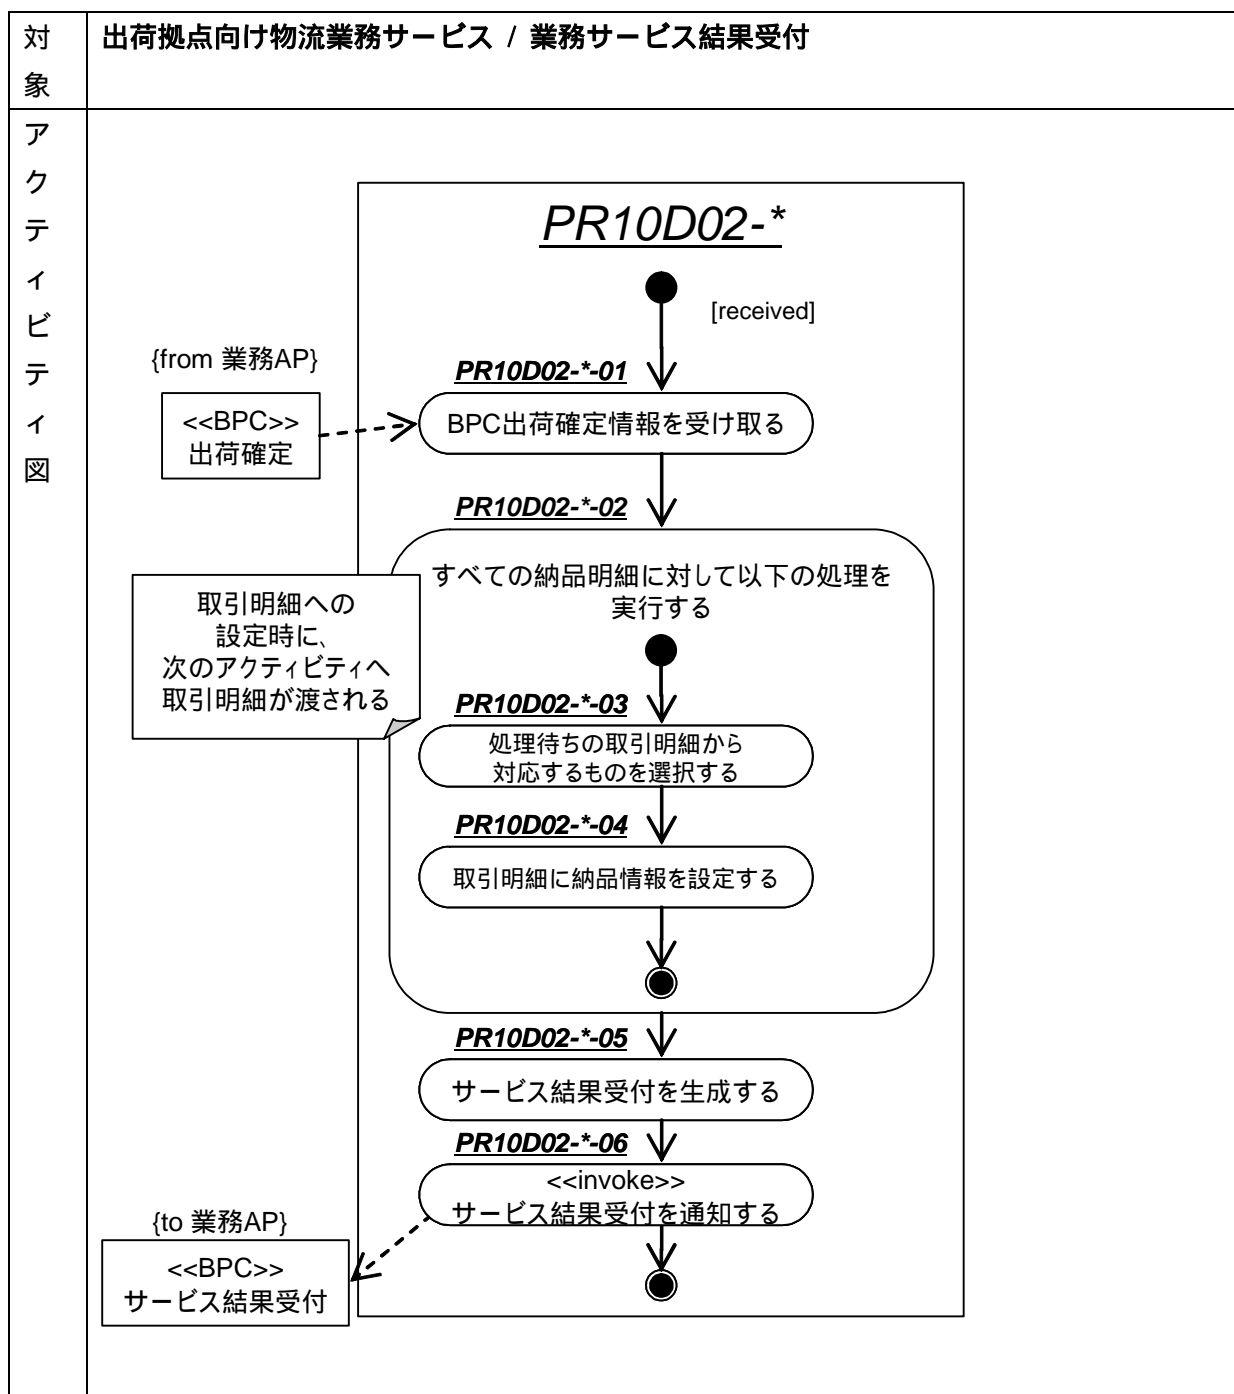 対
象
出荷拠点向け物流業務サービス / 業務サービス結果受付
ア
ク
テ
ィ
ビ
テ
ィ
図
PR10D02-*
[received]
{from 業務AP}
PR10D02-*-01
<<BPC>>
出荷確定
BPC出荷確定情報を受け取る
PR10D02-*-02
すべての納品明細に対して以下の処理を
実行する
取引明細への
設定時に、
次のアクティビティへ
取引明細が渡される
PR10D02-*-03
処理待ちの取引明細から
対応するものを選択する
PR10D02-*-04
取引明細に納品情報を設定する
PR10D02-*-05
サービス結果受付を生成する
PR10D02-*-06
<<invoke>>
サービス結果受付を通知する
{to 業務AP}
<<BPC>>
サービス結果受付